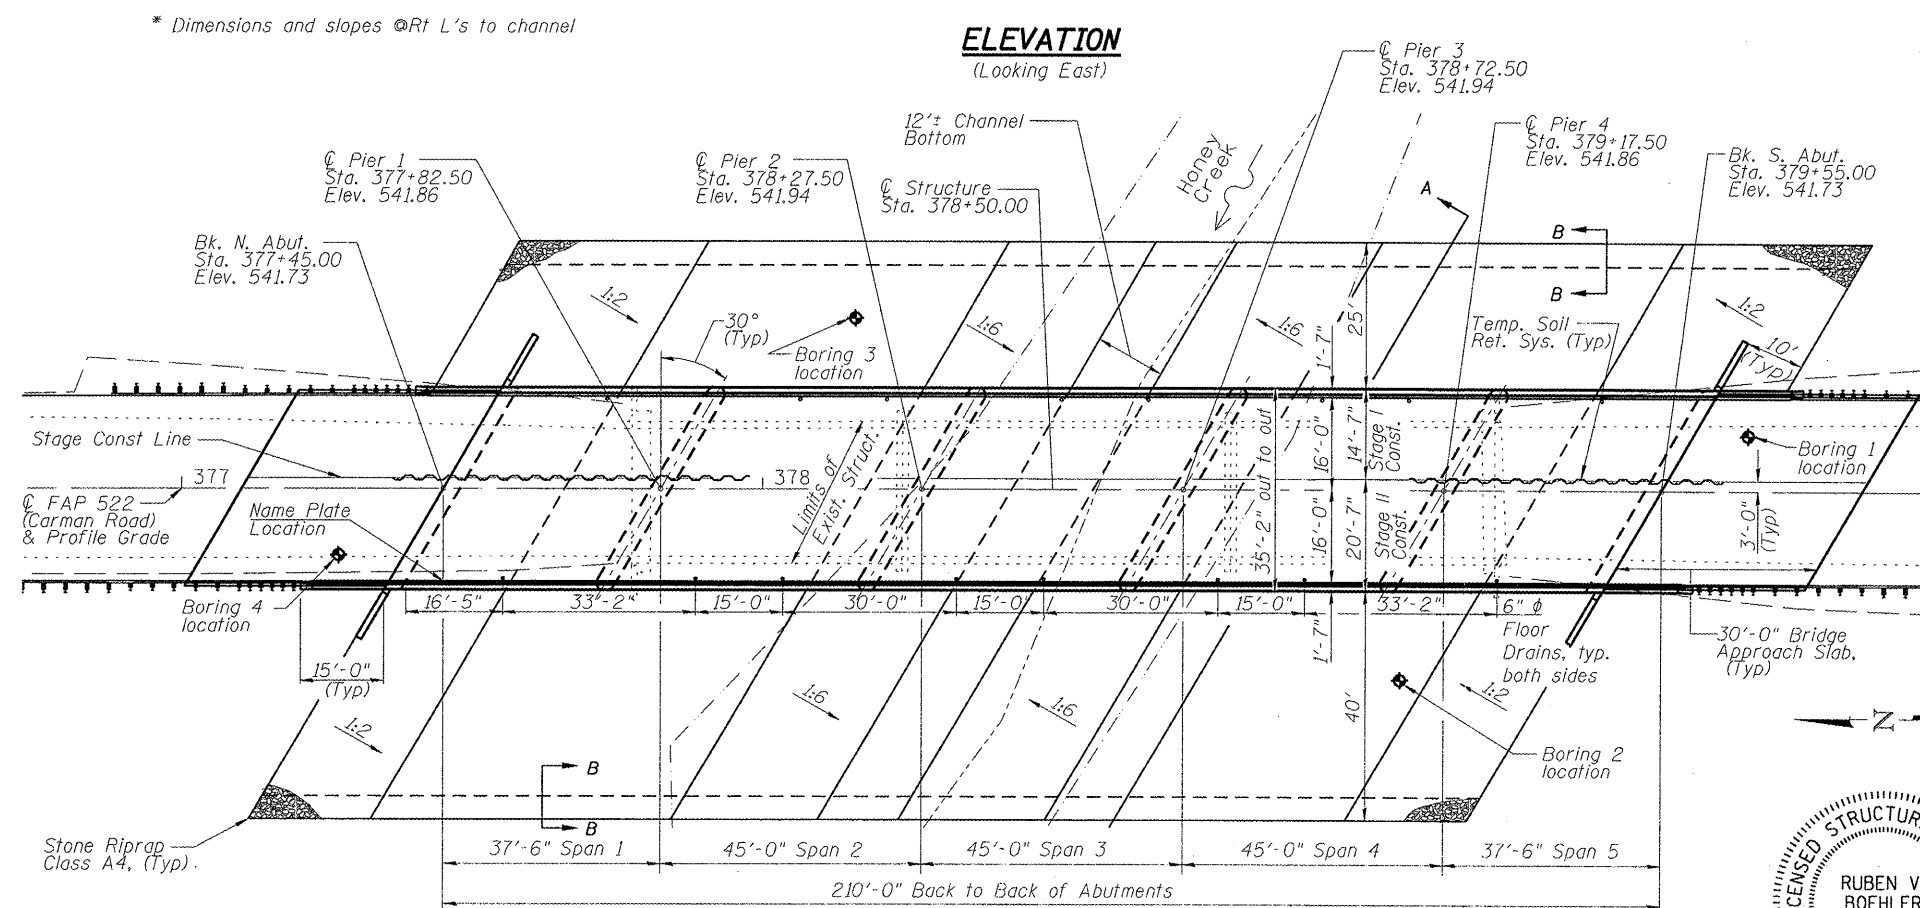 * Dimensions and slopes @Rt L's to channel
ELEVATION
(Looking East)
℄ Pier 3
Sta. 378+72.50
Elev. 541.94
12'± Channel
Bottom
Honey
Creek
℄ Pier 4
Sta. 379+17.50
Elev. 541.86
℄ Pier 1
Sta. 377+82.50
Elev. 541.86
℄ Pier 2
Sta. 378+27.50
Elev. 541.94
℄ Structure
Sta. 378+50.00
Bk. S. Abut.
Sta. 379+55.00
Elev. 541.73
A
B
B
Bk. N. Abut.
Sta. 377+45.00
Elev. 541.73
1:2
30°
(Typ)
Boring 3
location
1:6
1:6
25'
1'-7"
Temp. Soil
Ret. Sys. (Typ)
1:2
10'
(Typ)
Stage Const Line
377
378
℄ FAP 522
(Carman Road)
& Profile Grade
Name Plate
Location
Limits of
Exist. Struct.
35'-2" out to out
16'-0"
16'-0"
14'-7"
20'-7"
Stage I
Const.
Stage II
Const.
Boring 1
location
3'-0"
(Typ)
Boring 4
location
16'-5"
33'-2"
15'-0"
30'-0"
15'-0"
30'-0"
15'-0"
33'-2"
6" ϕ
Floor
Drains, typ.
both sides
1'-7"
30'-0" Bridge
Approach Slab,
(Typ)
15'-0"
(Typ)
1:2
1:6
1:6
40'
1:2
N
Boring 2
location
B
B
Stone Riprap
Class A4, (Typ).
37'-6" Span 1
45'-0" Span 2
45'-0" Span 3
45'-0" Span 4
37'-6" Span 5
210'-0" Back to Back of Abutments
CENSED STRUCTUR
RUBEN V
BOEHLER